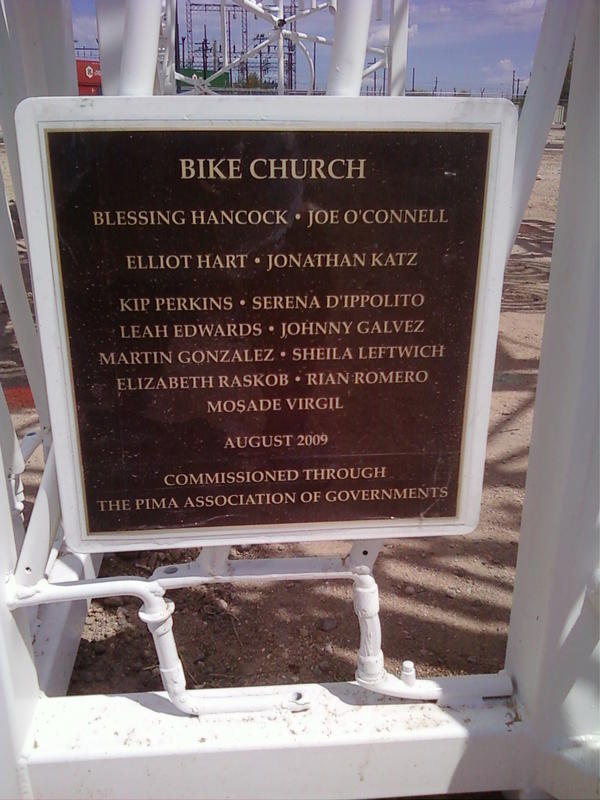 BIKE CHURCH
BLESSING HANCOCK • JOE O'CONNELL
ELLIOT HART • JONATHAN KATZ
KIP PERKINS • SERENA D'IPPOLITO
LEAH EDWARDS • JOHNNY GALVEZ
MARTIN GONZALEZ • SHEILA LEFTWICH
ELIZABETH RASKOB • RIAN ROMERO
MOSADE VIRGIL
AUGUST 2009
COMMISSIONED THROUGH
THE PIMA ASSOCIATION OF GOVERNMENTS